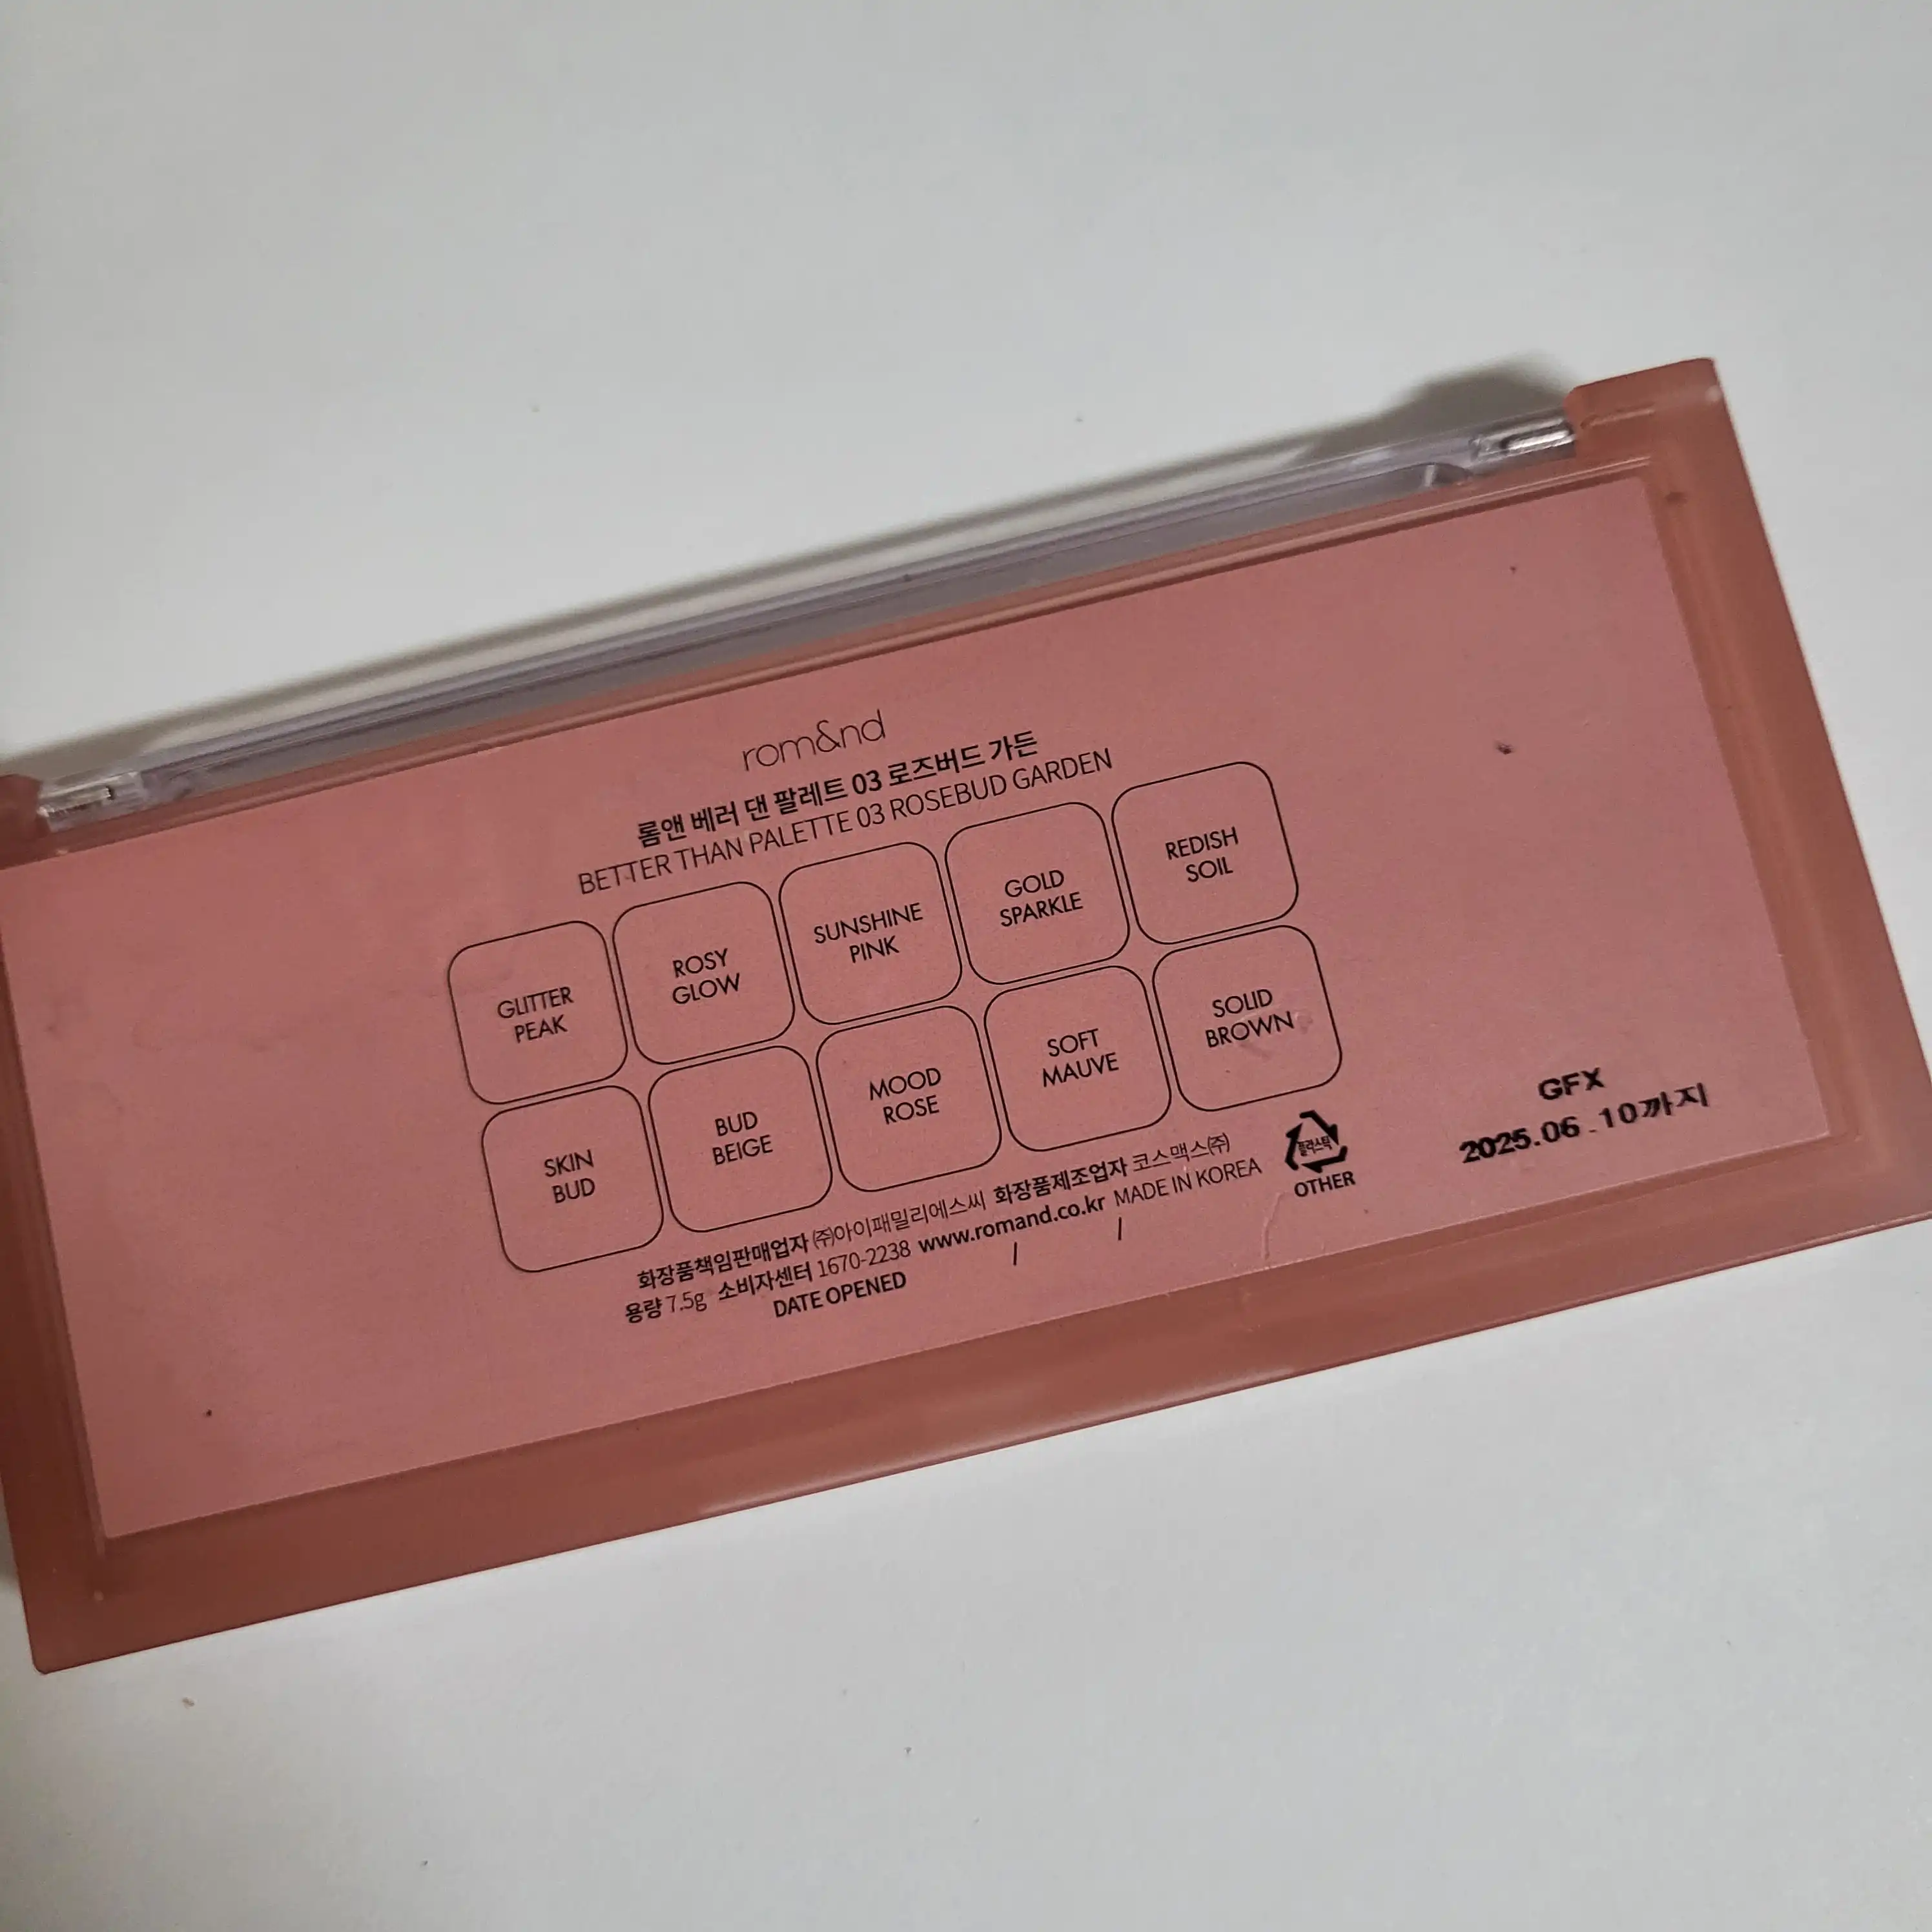 rom&nd
롬앤 베러 댄 팔레트 03 로즈버드 가든
BETTER THAN PALETTE 03 ROSEBUD GARDEN
GLITTER
PEAK
ROSY
GLOW
SUNSHINE
PINK
GOLD
SPARKLE
REDISH
SOIL
SKIN
BUD
BUD
BEIGE
MOOD
ROSE
SOFT
MAUVE
SOLID
BROWN
화장품책임판매업자 ㈜아이패밀리에스씨 화장품제조업자 코스맥스㈜
용량 7.5g 소비자센터 1670-2238 www.romand.co.kr MADE IN KOREA
DATE OPENED / /
플라스틱
OTHER
GFX
2025.06.10까지